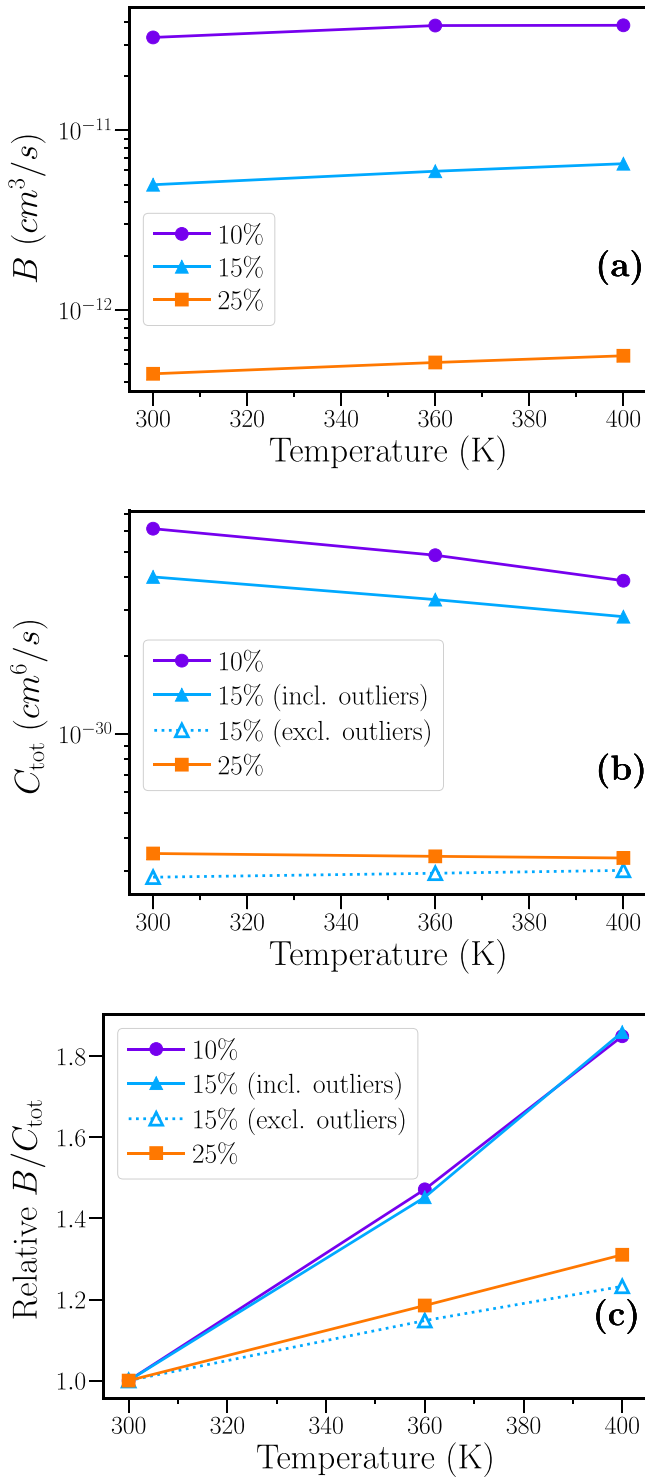 B (cm³/s)
10⁻¹¹
10⁻¹²
10%
15%
25%
(a)
300 320 340 360 380 400
Temperature (K)
C_tot (cm⁶/s)
10⁻³⁰
10%
15% (incl. outliers)
15% (excl. outliers)
25%
(b)
300 320 340 360 380 400
Temperature (K)
Relative B/C_tot
1.8
1.6
1.4
1.2
1.0
10%
15% (incl. outliers)
15% (excl. outliers)
25%
(c)
300 320 340 360 380 400
Temperature (K)